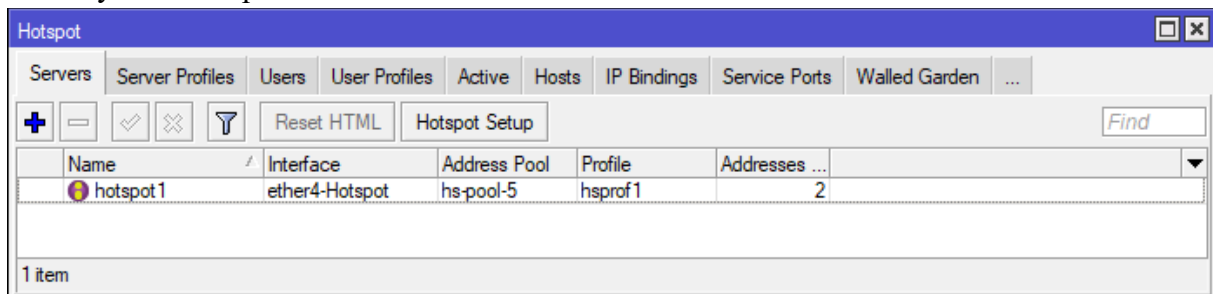 Hotspot
Servers Server Profiles Users User Profiles Active Hosts IP Bindings Service Ports Walled Garden ...
Reset HTML Hotspot Setup Find
Name Interface Address Pool Profile Addresses ...
hotspot1 ether4-Hotspot hs-pool-5 hsprof1 2
1 item